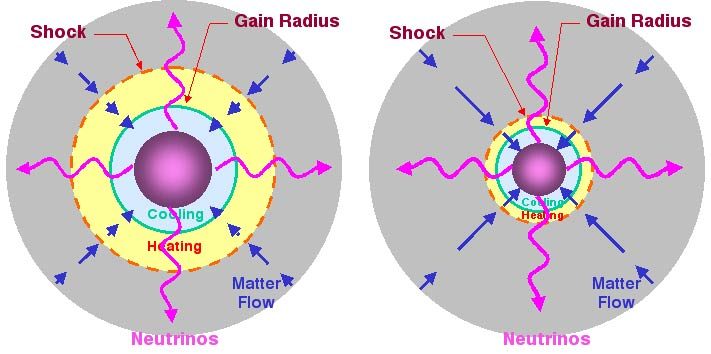 Shock
Gain Radius
Cooling
Heating
Matter
Flow
Neutrinos
Shock
Gain Radius
Cooling
Heating
Matter
Flow
Neutrinos